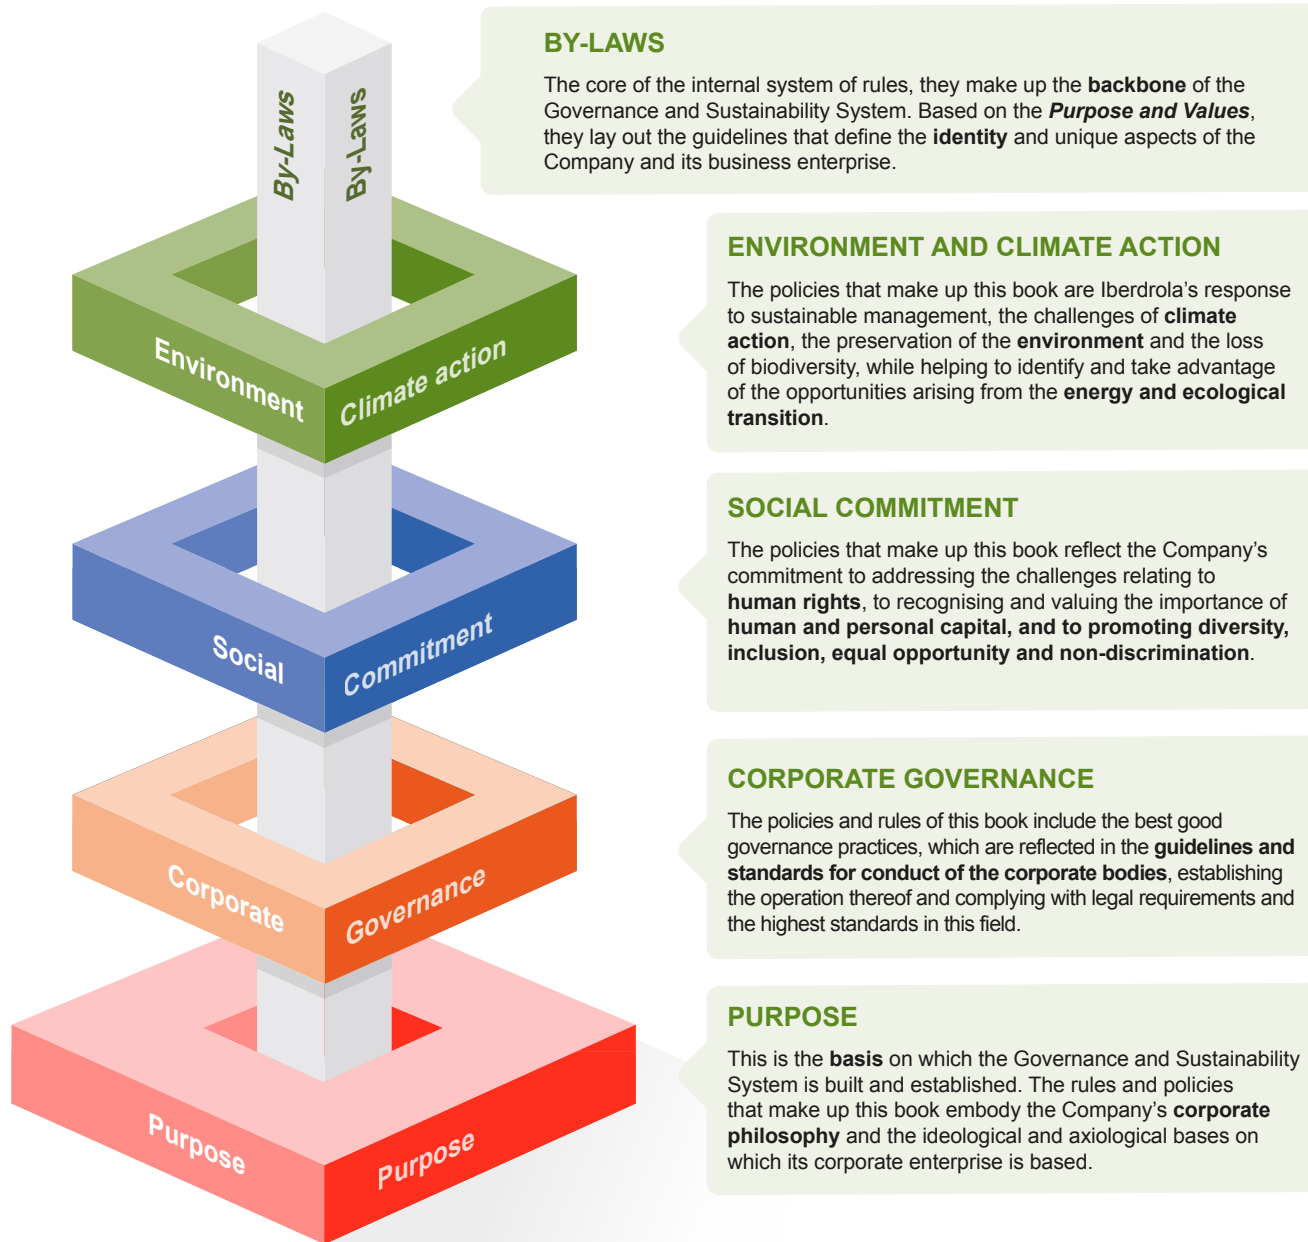 By-Laws
By-Laws
BY-LAWS
The core of the internal system of rules, they make up the backbone of the
Governance and Sustainability System. Based on the Purpose and Values,
they lay out the guidelines that define the identity and unique aspects of the
Company and its business enterprise.
Environment
Climate action
ENVIRONMENT AND CLIMATE ACTION
The policies that make up this book are Iberdrola’s response
to sustainable management, the challenges of climate
action, the preservation of the environment and the loss
of biodiversity, while helping to identify and take advantage
of the opportunities arising from the energy and ecological
transition.
Social
Commitment
SOCIAL COMMITMENT
The policies that make up this book reflect the Company’s
commitment to addressing the challenges relating to
human rights, to recognising and valuing the importance of
human and personal capital, and to promoting diversity,
inclusion, equal opportunity and non-discrimination.
Corporate
Governance
CORPORATE GOVERNANCE
The policies and rules of this book include the best good
governance practices, which are reflected in the guidelines and
standards for conduct of the corporate bodies, establishing
the operation thereof and complying with legal requirements and
the highest standards in this field.
Purpose
Purpose
PURPOSE
This is the basis on which the Governance and Sustainability
System is built and established. The rules and policies
that make up this book embody the Company’s corporate
philosophy and the ideological and axiological bases on
which its corporate enterprise is based.